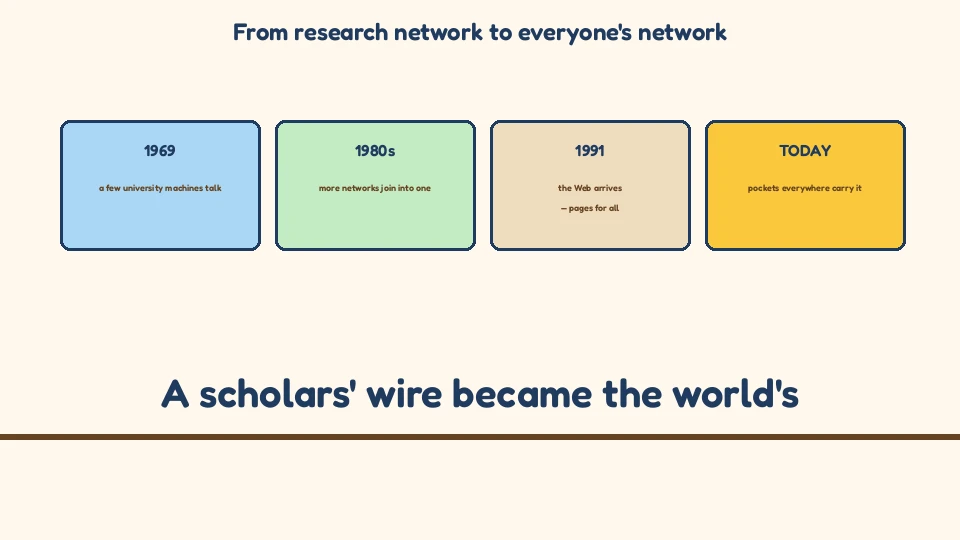 From research network to everyone's network
1969
a few university machines talk
1980s
more networks join into one
1991
the Web arrives
— pages for all
TODAY
pockets everywhere carry it
A scholars' wire became the world's